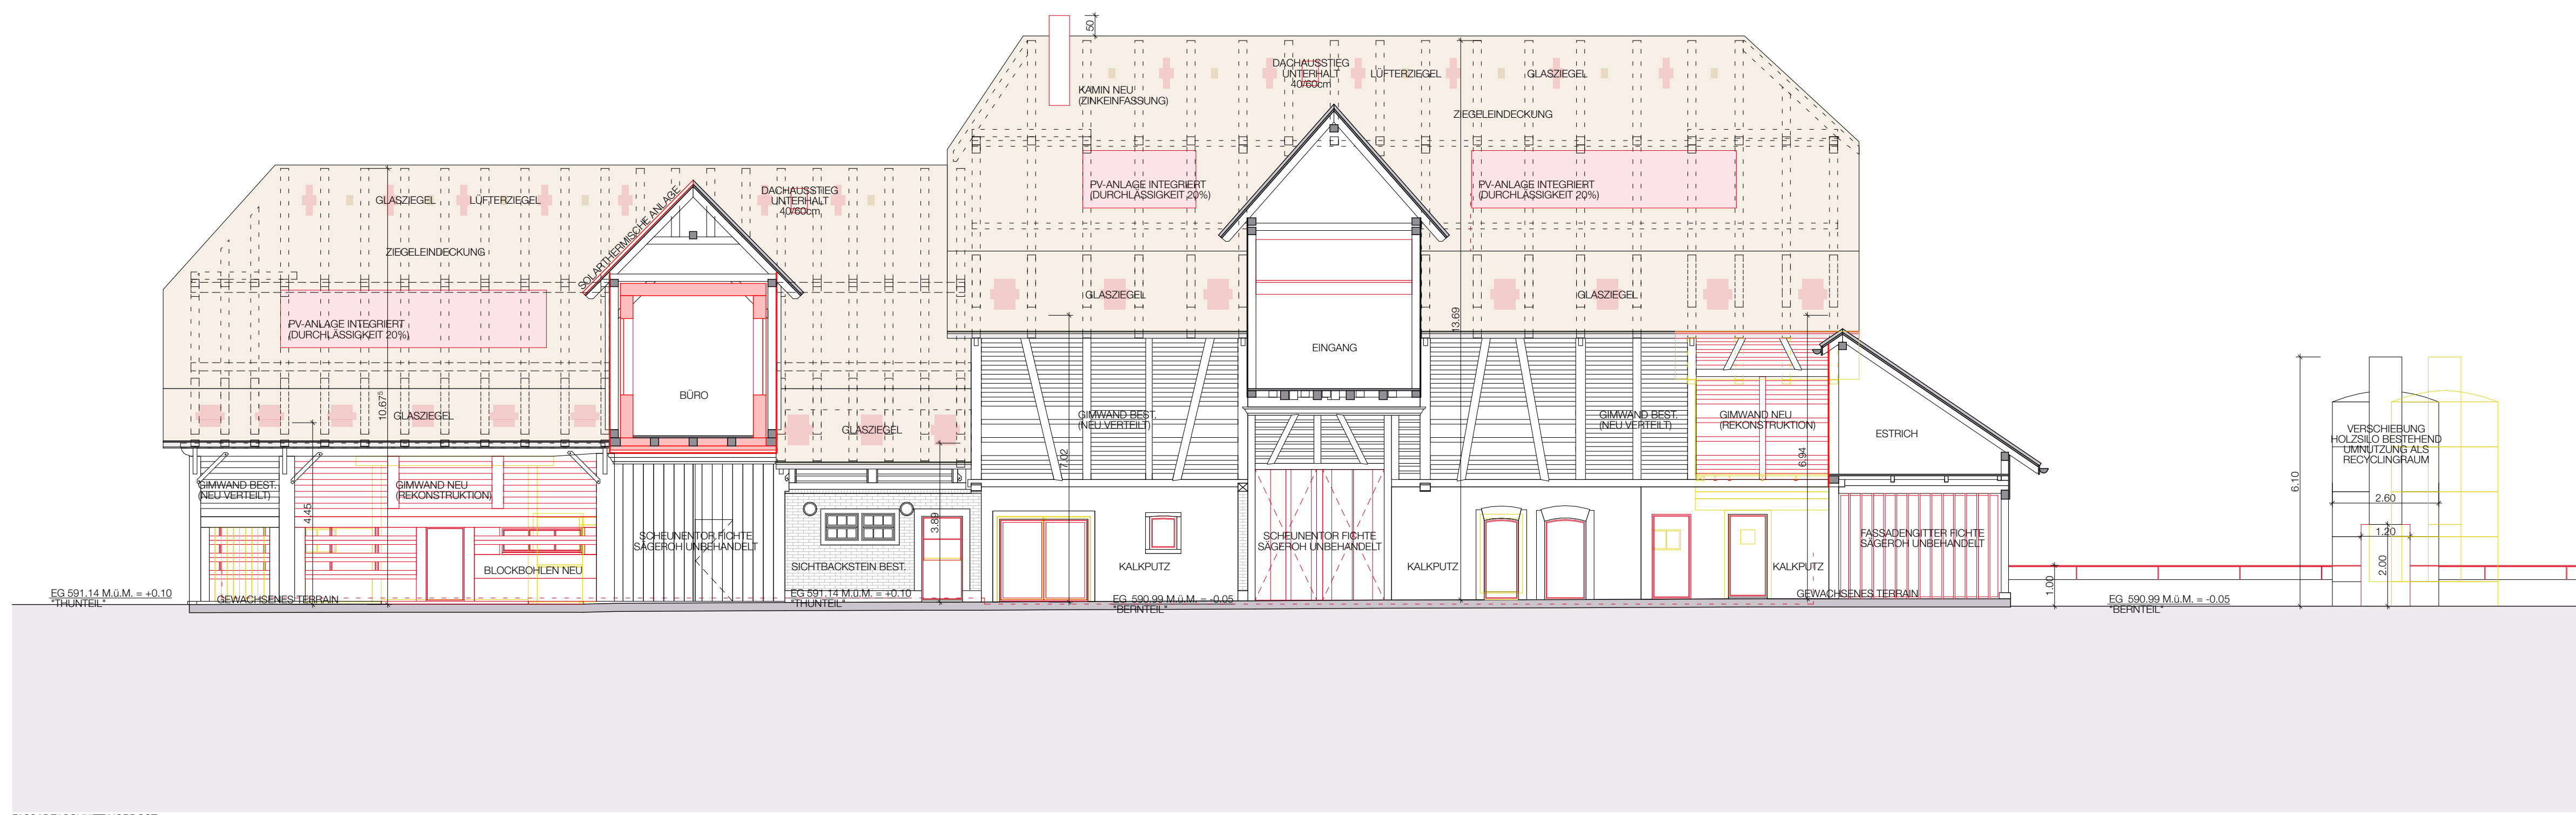 50
DACHAUSSTIEG
UNTERHALT
40/60cm
LÜFTERZIEGEL
GLASZIEGEL
KAMIN NEU
(ZINKEINFASSUNG)
ZIEGELEINDECKUNG
PV-ANLAGE INTEGRIERT
(DURCHLÄSSIGKEIT 20%)
PV-ANLAGE INTEGRIERT
(DURCHLÄSSIGKEIT 20%)
GLASZIEGEL
LÜFTERZIEGEL
SOLARTHERMISCHE ANLAGE
DACHAUSSTIEG
UNTERHALT
40/60cm
ZIEGELEINDECKUNG
GLASZIEGEL
GLASZIEGEL
PV-ANLAGE INTEGRIERT
(DURCHLÄSSIGKEIT 20%)
13.69
EINGANG
BÜRO
10.67⁵
GLASZIEGEL
GLASZIEGEL
GIMWAND BEST.
(NEU VERTEILT)
GIMWAND BEST.
(NEU VERTEILT)
GIMWAND NEU
(REKONSTRUKTION)
ESTRICH
VERSCHIEBUNG
HOLZSILO BESTEHEND
UMNUTZUNG ALS
RECYCLINGRAUM
7.02
6.94
6.10
GIMWAND BEST.
(NEU VERTEILT)
GIMWAND NEU
(REKONSTRUKTION)
2.60
4.45
3.89
1.20
SCHEUNENTOR FICHTE
SÄGEROH UNBEHANDELT
SCHEUNENTOR FICHTE
SÄGEROH UNBEHANDELT
FASSADENGITTER FICHTE
SÄGEROH UNBEHANDELT
BLOCKBOHLEN NEU
SICHTBACKSTEIN BEST.
KALKPUTZ
KALKPUTZ
KALKPUTZ
2.00
1.00
EG 591.14 M.ü.M. = +0.10
"THUNTEIL"
GEWACHSENES TERRAIN
EG 591.14 M.ü.M. = +0.10
"THUNTEIL"
EG 590.99 M.ü.M. = -0.05
"BERNTEIL"
GEWACHSENES TERRAIN
EG 590.99 M.ü.M. = -0.05
"BERNTEIL"